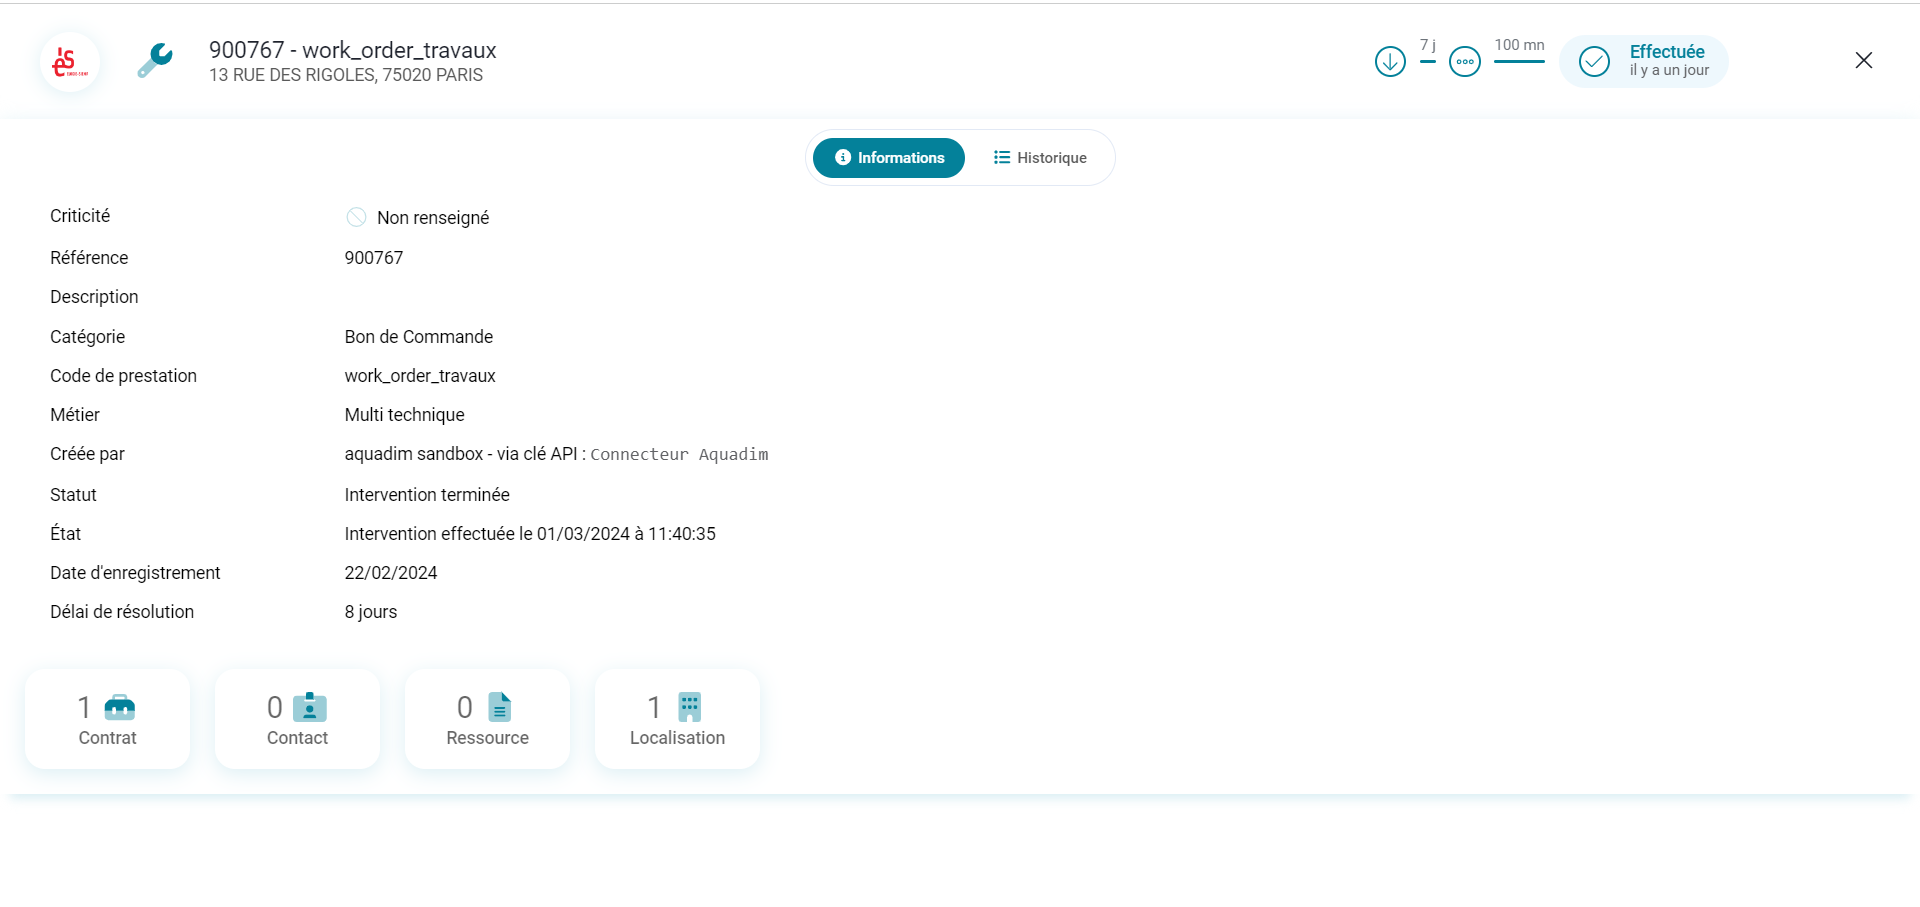 900767 - work_order_travaux
13 RUE DES RIGOLES, 75020 PARIS
7 j
100 mn
Effectuée
il y a un jour
Informations
Historique
Criticité
Non renseigné
Référence
900767
Description
Catégorie
Bon de Commande
Code de prestation
work_order_travaux
Métier
Multi technique
Créée par
aquadim sandbox - via clé API : Connecteur Aquadim
Statut
Intervention terminée
État
Intervention effectuée le 01/03/2024 à 11:40:35
Date d'enregistrement
22/02/2024
Délai de résolution
8 jours
1
Contrat
0
Contact
0
Ressource
1
Localisation